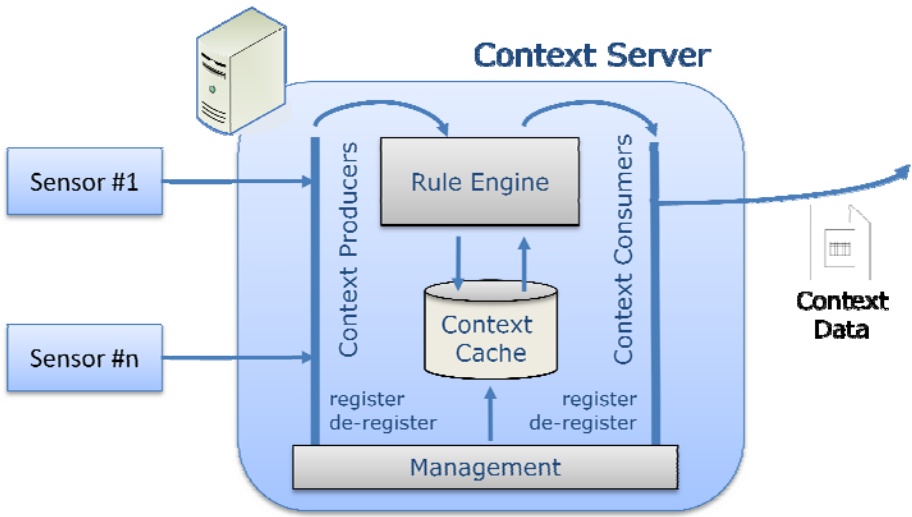 Context Server
Sensor #1
Context Producers
Rule Engine
Context Consumers
Context
Data
Sensor #n
Context
Cache
register
de-register
register
de-register
Management